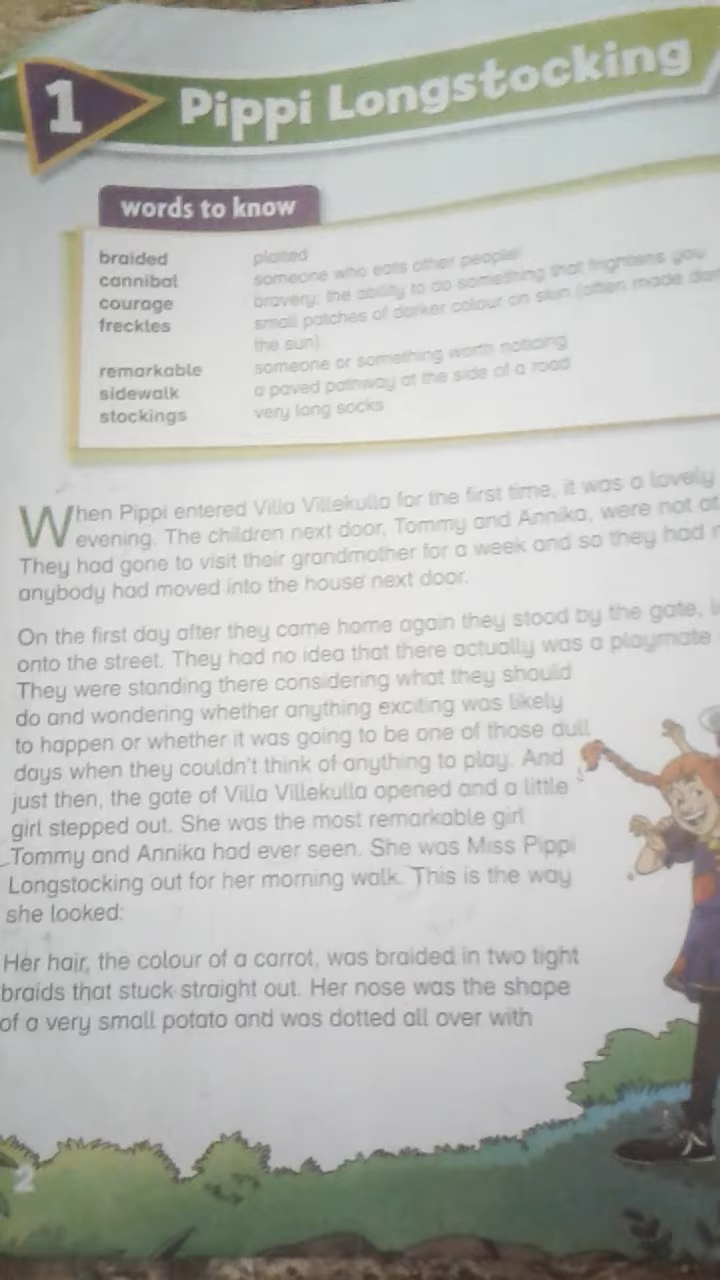 1
Pippi Longstocking
words to know
braided plaited
cannibal someone who eats other people!
courage bravery: the ability to do something that frightens you
freckles small patches of darker colour on skin (often made
the sun)
remarkable someone or something worth noticing
sidewalk a paved pathway at the side of a road
stockings very long socks
When Pippi entered Villa Villekulla for the first time, it was a lovely
evening. The children next door, Tommy and Annika, were not at
They had gone to visit their grandmother for a week and so they had
anybody had moved into the house next door.
On the first day after they came home again they stood by the gate,
onto the street. They had no idea that there actually was a playmate
They were standing there considering what they should
do and wondering whether anything exciting was likely
to happen or whether it was going to be one of those dull
days when they couldn't think of anything to play. And
just then, the gate of Villa Villekulla opened and a little
girl stepped out. She was the most remarkable girl
Tommy and Annika had ever seen. She was Miss Pippi
Longstocking out for her morning walk. This is the way
she looked:
Her hair, the colour of a carrot, was braided in two tight
braids that stuck straight out. Her nose was the shape
of a very small potato and was dotted all over with
2